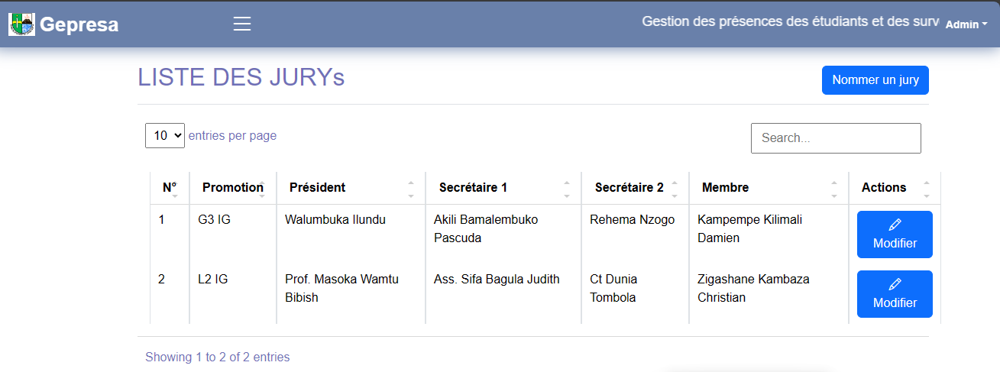 Gepresa
Gestion des présences des étudiants et des surv
Admin
LISTE DES JURYs
Nommer un jury
10 entries per page
Search...
N° Promotion Président Secrétaire 1 Secrétaire 2 Membre Actions
1 G3 IG Walumbuka Ilundu Akili Bamalembuko Rehema Nzogo Kampempe Kilimali
Pascuda Damien Modifier
2 L2 IG Prof. Masoka Wamtu Ass. Sifa Bagula Judith Ct Dunia Zigashane Kambaza
Bibish Tombola Christian Modifier
Showing 1 to 2 of 2 entries